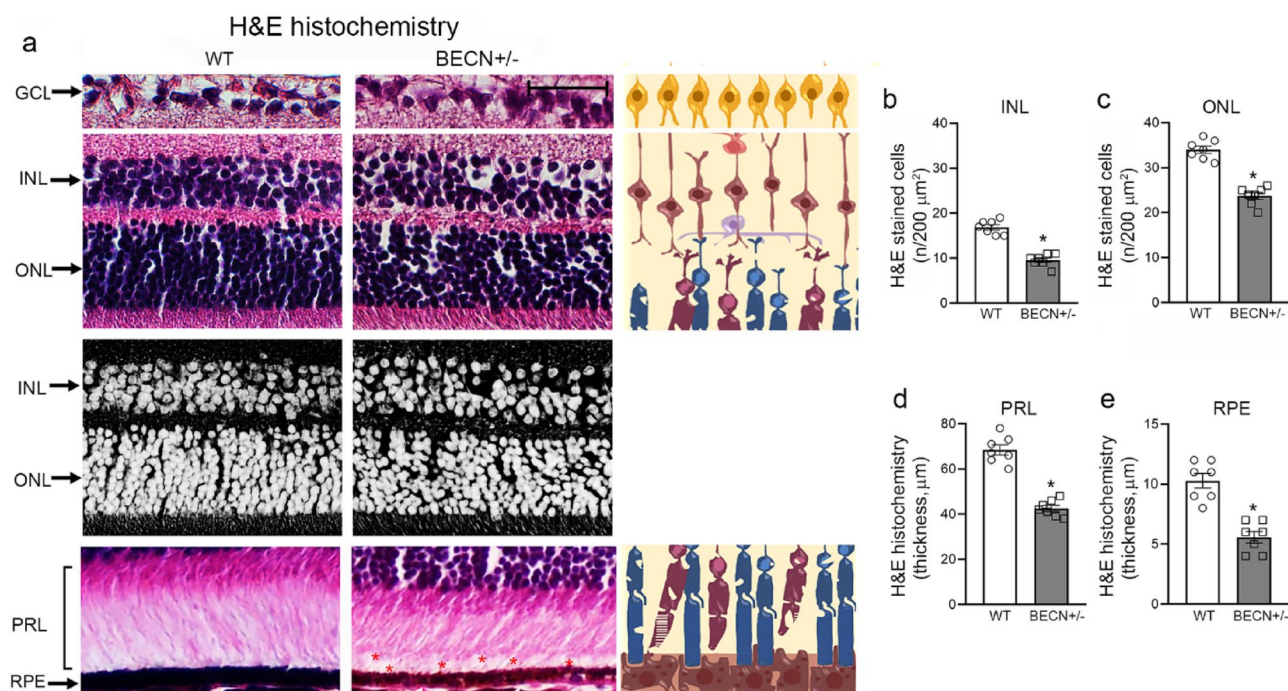 H&E histochemistry
a
WT
BECN+/-
GCL
INL
ONL
INL
ONL
PRL
RPE
* * * * * *
b
INL
H&E stained cells
(n/200 μm²)
40
30
20
10
0
*
WT
BECN+/-
c
ONL
H&E stained cells
(n/200 μm²)
40
30
20
10
0
*
WT
BECN+/-
d
PRL
H&E histochemistry
(thickness, μm)
80
60
40
20
0
*
WT
BECN+/-
e
RPE
H&E histochemistry
(thickness, μm)
15
10
5
0
*
WT
BECN+/-